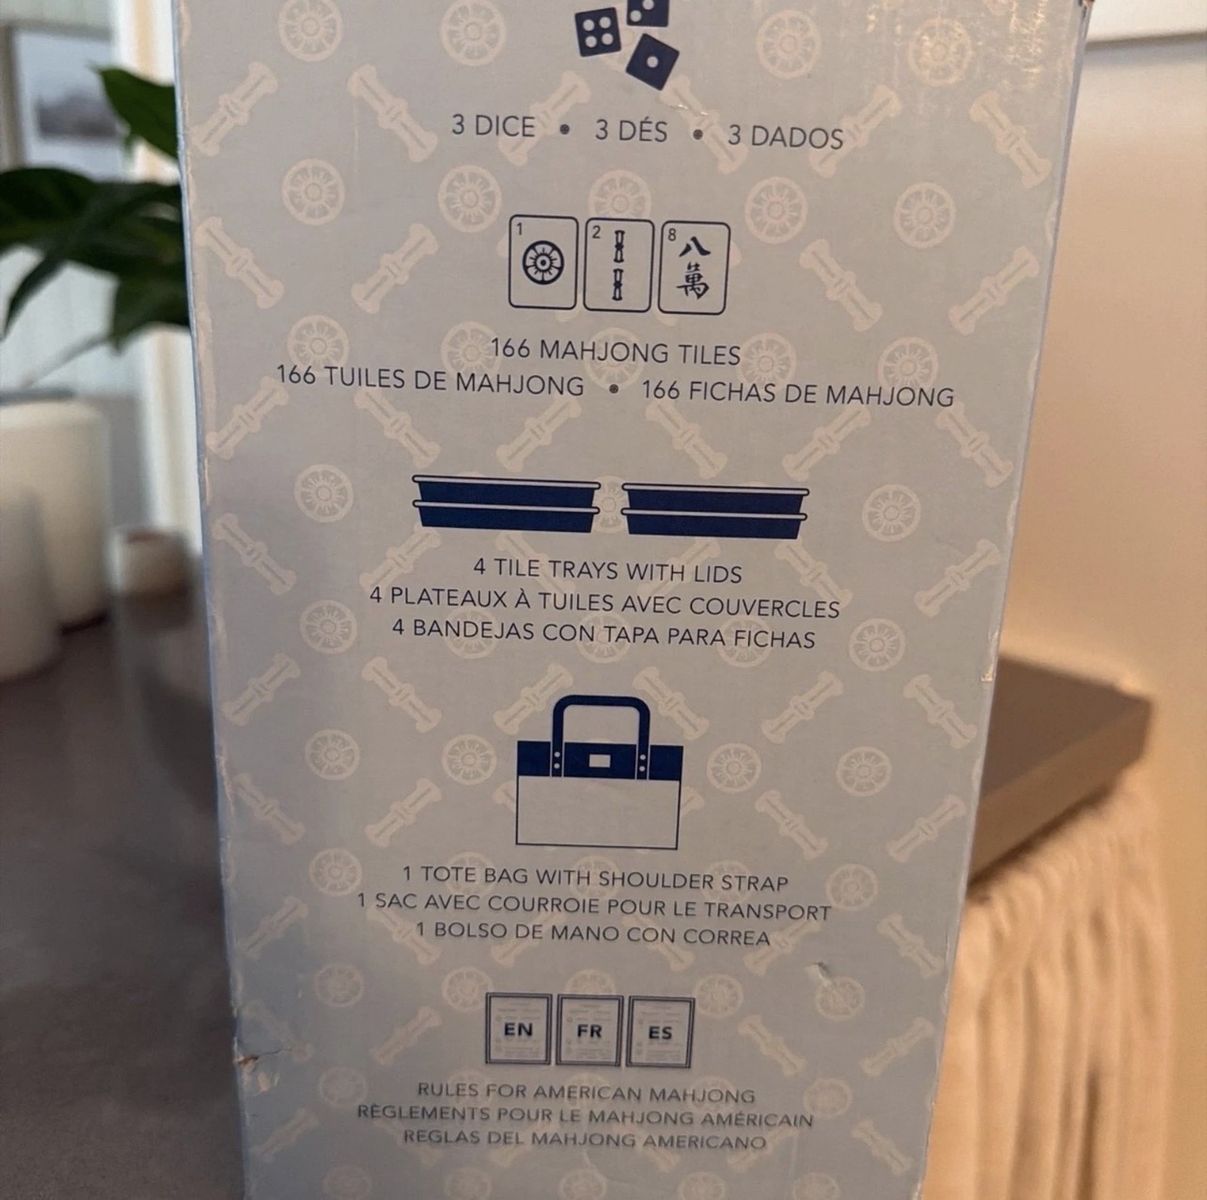 3 DICE • 3 DÉS • 3 DADOS
1 2 8 八萬
166 MAHJONG TILES
166 TUILES DE MAHJONG • 166 FICHAS DE MAHJONG
4 TILE TRAYS WITH LIDS
4 PLATEAUX À TUILES AVEC COUVERCLES
4 BANDEJAS CON TAPA PARA FICHAS
1 TOTE BAG WITH SHOULDER STRAP
1 SAC AVEC COURROIE POUR LE TRANSPORT
1 BOLSO DE MANO CON CORREA
EN FR ES
RULES FOR AMERICAN MAHJONG
RÈGLEMENTS POUR LE MAHJONG AMÉRICAIN
REGLAS DEL MAHJONG AMERICANO